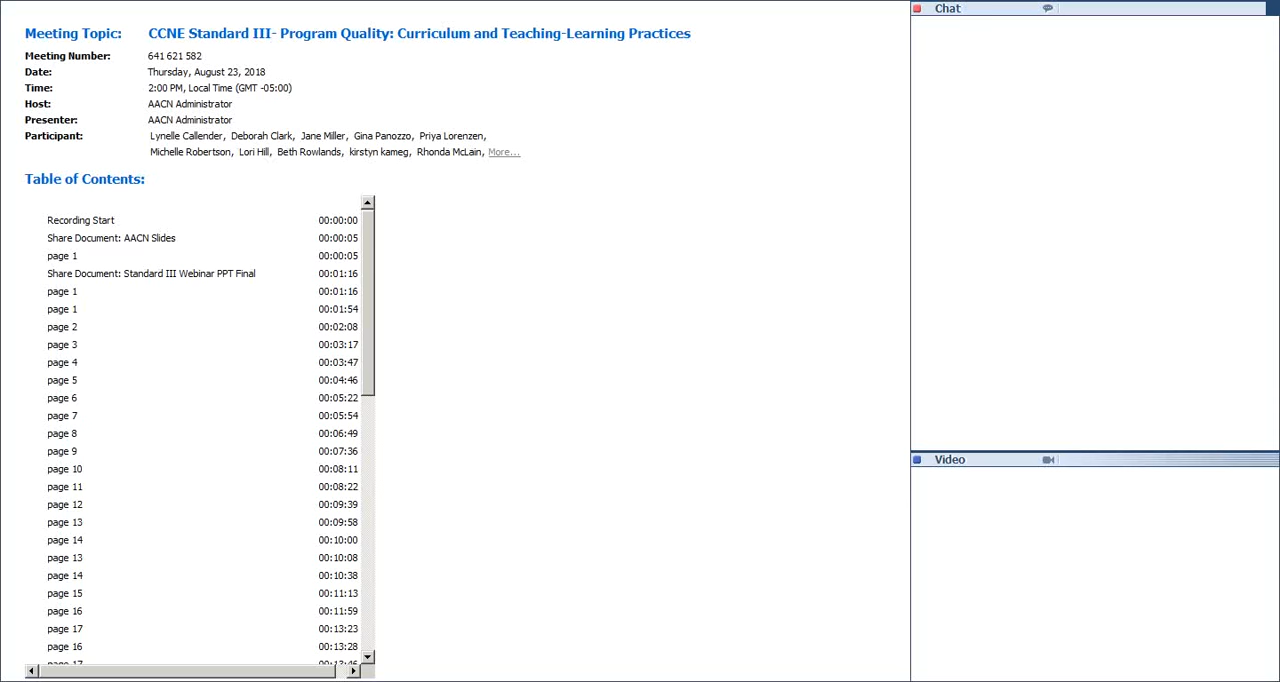 Meeting Topic: CCNE Standard III- Program Quality: Curriculum and Teaching-Learning Practices
Meeting Number: 641 621 582
Date: Thursday, August 23, 2018
Time: 2:00 PM, Local Time (GMT -05:00)
Host: AACN Administrator
Presenter: AACN Administrator
Participant: Lynelle Callender, Deborah Clark, Jane Miller, Gina Panozzo, Priya Lorenzen,
Michelle Robertson, Lori Hill, Beth Rowlands, kirstyn kameg, Rhonda McLain, More...
Table of Contents:
Recording Start 00:00:00
Share Document: AACN Slides 00:00:05
page 1 00:00:05
Share Document: Standard III Webinar PPT Final 00:01:16
page 1 00:01:16
page 1 00:01:54
page 2 00:02:08
page 3 00:03:17
page 4 00:03:47
page 5 00:04:46
page 6 00:05:22
page 7 00:05:54
page 8 00:06:49
page 9 00:07:36
page 10 00:08:11
page 11 00:08:22
page 12 00:09:39
page 13 00:09:58
page 14 00:10:00
page 13 00:10:08
page 14 00:10:38
page 15 00:11:13
page 16 00:11:59
page 17 00:13:23
page 16 00:13:28
page 17 00:13:46
Chat
Video